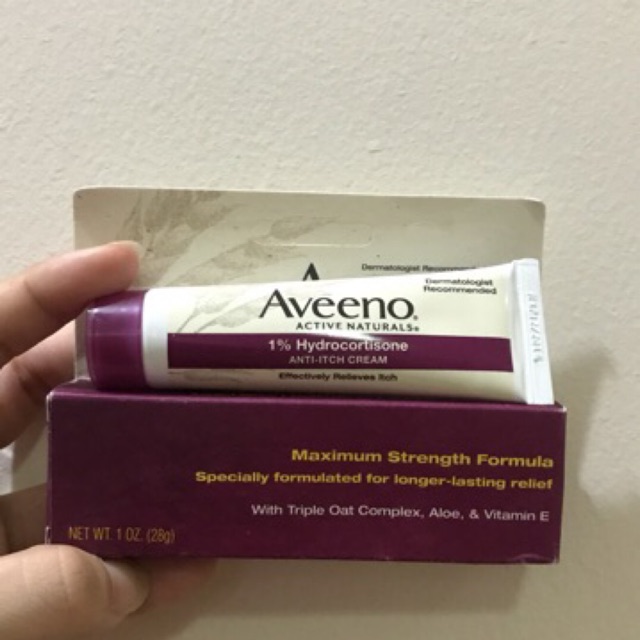 Dermatologist
Dermatologist
Recommended
Aveeno®
ACTIVE NATURALS®
1% Hydrocortisone
ANTI-ITCH CREAM
Effectively Relieves Itch
Maximum Strength Formula
Specially formulated for longer-lasting relief
With Triple Oat Complex, Aloe, & Vitamin E
NET WT. 1 OZ. (28g)